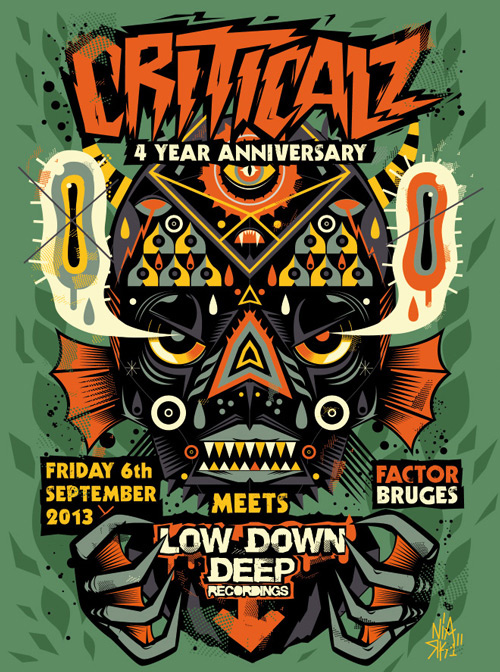 CRITICALZ
4 YEAR ANNIVERSARY
FRIDAY 6th
SEPTEMBER
2013
FACTOR
BRUGES
MEETS
LOW DOWN
DEEP
RECORDINGS